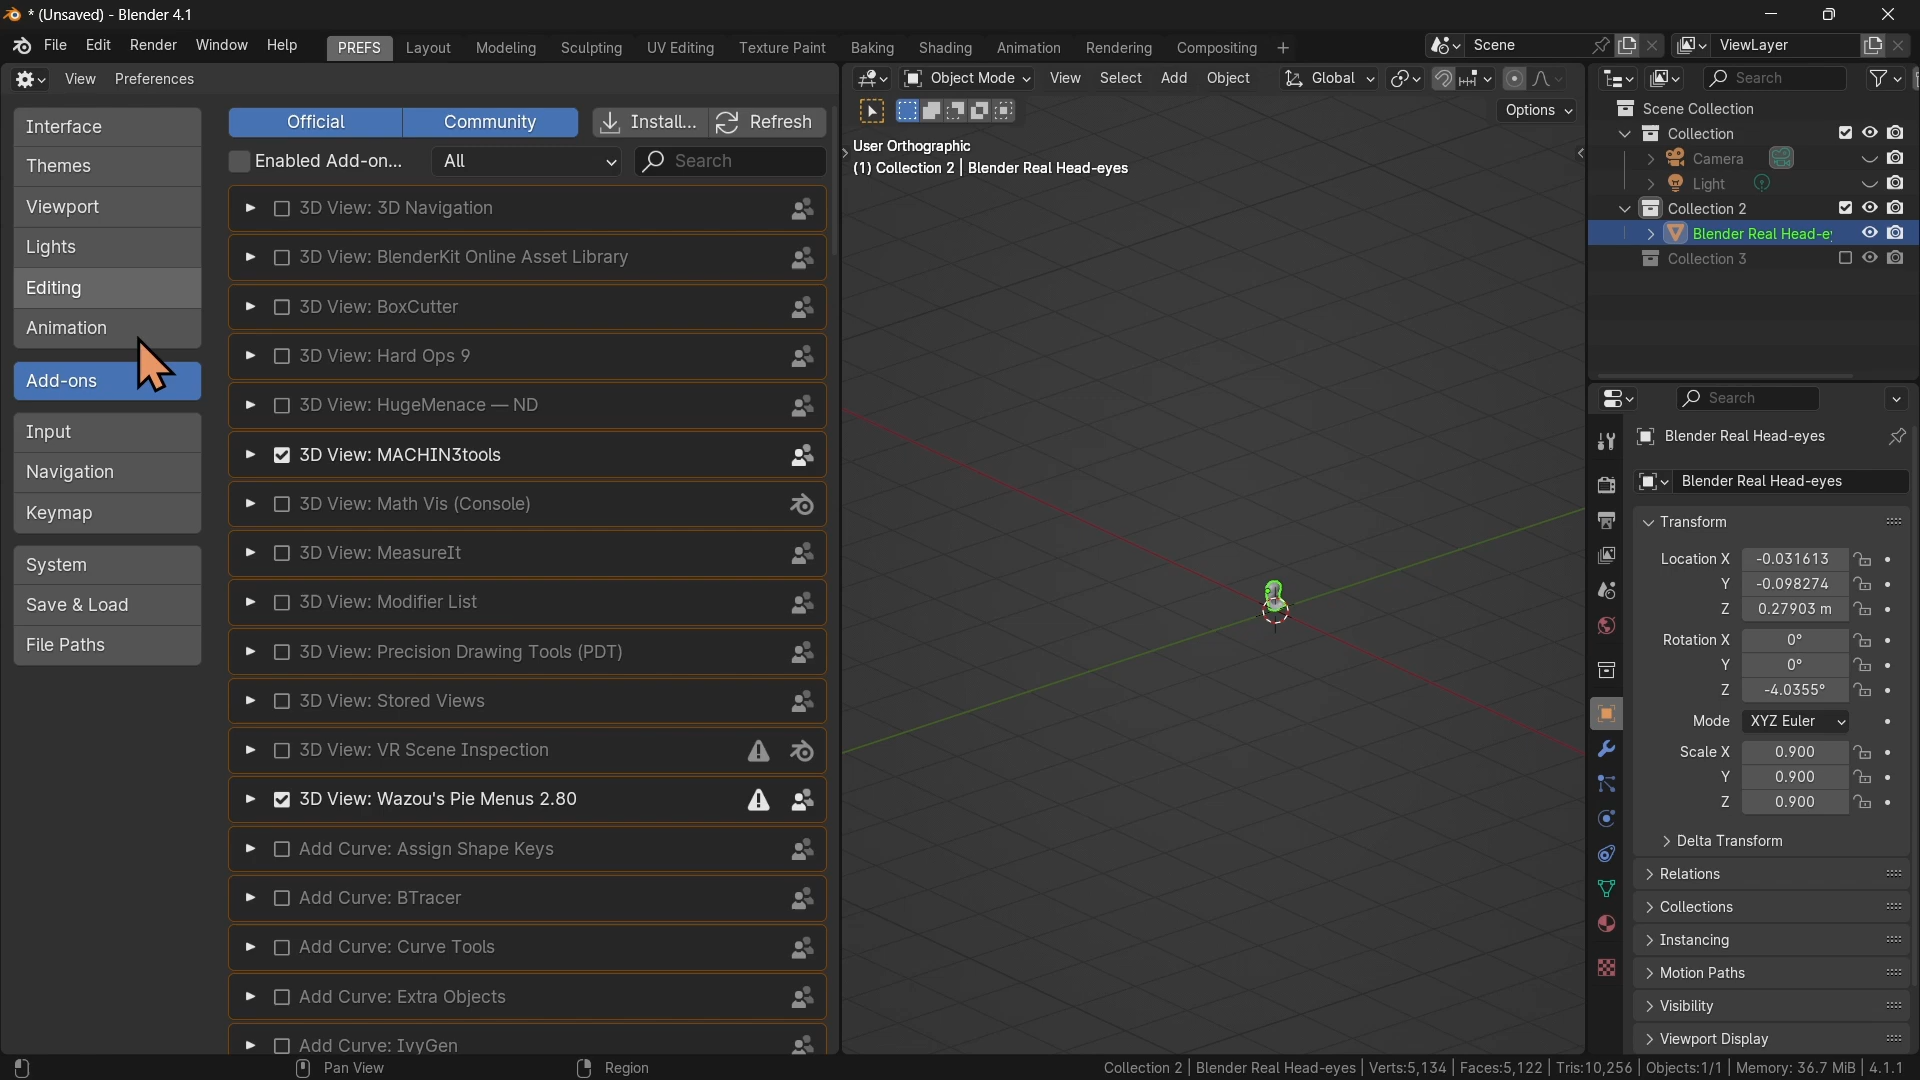 * (Unsaved) - Blender 4.1
File Edit Render Window Help PREFS Layout Modeling Sculpting UV Editing Texture Paint Baking Shading Animation Rendering Compositing + Scene ViewLayer
View Preferences
Interface
Themes
Viewport
Lights
Editing
Animation
Add-ons
Input
Navigation
Keymap
System
Save & Load
File Paths
Official Community Install... Refresh
Enabled Add-on... All Search
3D View: 3D Navigation
3D View: BlenderKit Online Asset Library
3D View: BoxCutter
3D View: Hard Ops 9
3D View: HugeMenace — ND
3D View: MACHIN3tools
3D View: Math Vis (Console)
3D View: MeasureIt
3D View: Modifier List
3D View: Precision Drawing Tools (PDT)
3D View: Stored Views
3D View: VR Scene Inspection
3D View: Wazou's Pie Menus 2.80
Add Curve: Assign Shape Keys
Add Curve: BTracer
Add Curve: Curve Tools
Add Curve: Extra Objects
Add Curve: IvyGen
Object Mode View Select Add Object Global
Options
User Orthographic
(1) Collection 2 | Blender Real Head-eyes
Search
Scene Collection
Collection
Camera
Light
Collection 2
Blender Real Head-ey
Collection 3
Search
Blender Real Head-eyes
Blender Real Head-eyes
Transform
Location X -0.031613
Y -0.098274
Z 0.27903 m
Rotation X 0°
Y 0°
Z -4.0355°
Mode XYZ Euler
Scale X 0.900
Y 0.900
Z 0.900
Delta Transform
Relations
Collections
Instancing
Motion Paths
Visibility
Viewport Display
Pan View Region Collection 2 | Blender Real Head-eyes | Verts:5,134 | Faces:5,122 | Tris:10,256 | Objects:1/1 | Memory: 36.7 MiB | 4.1.1